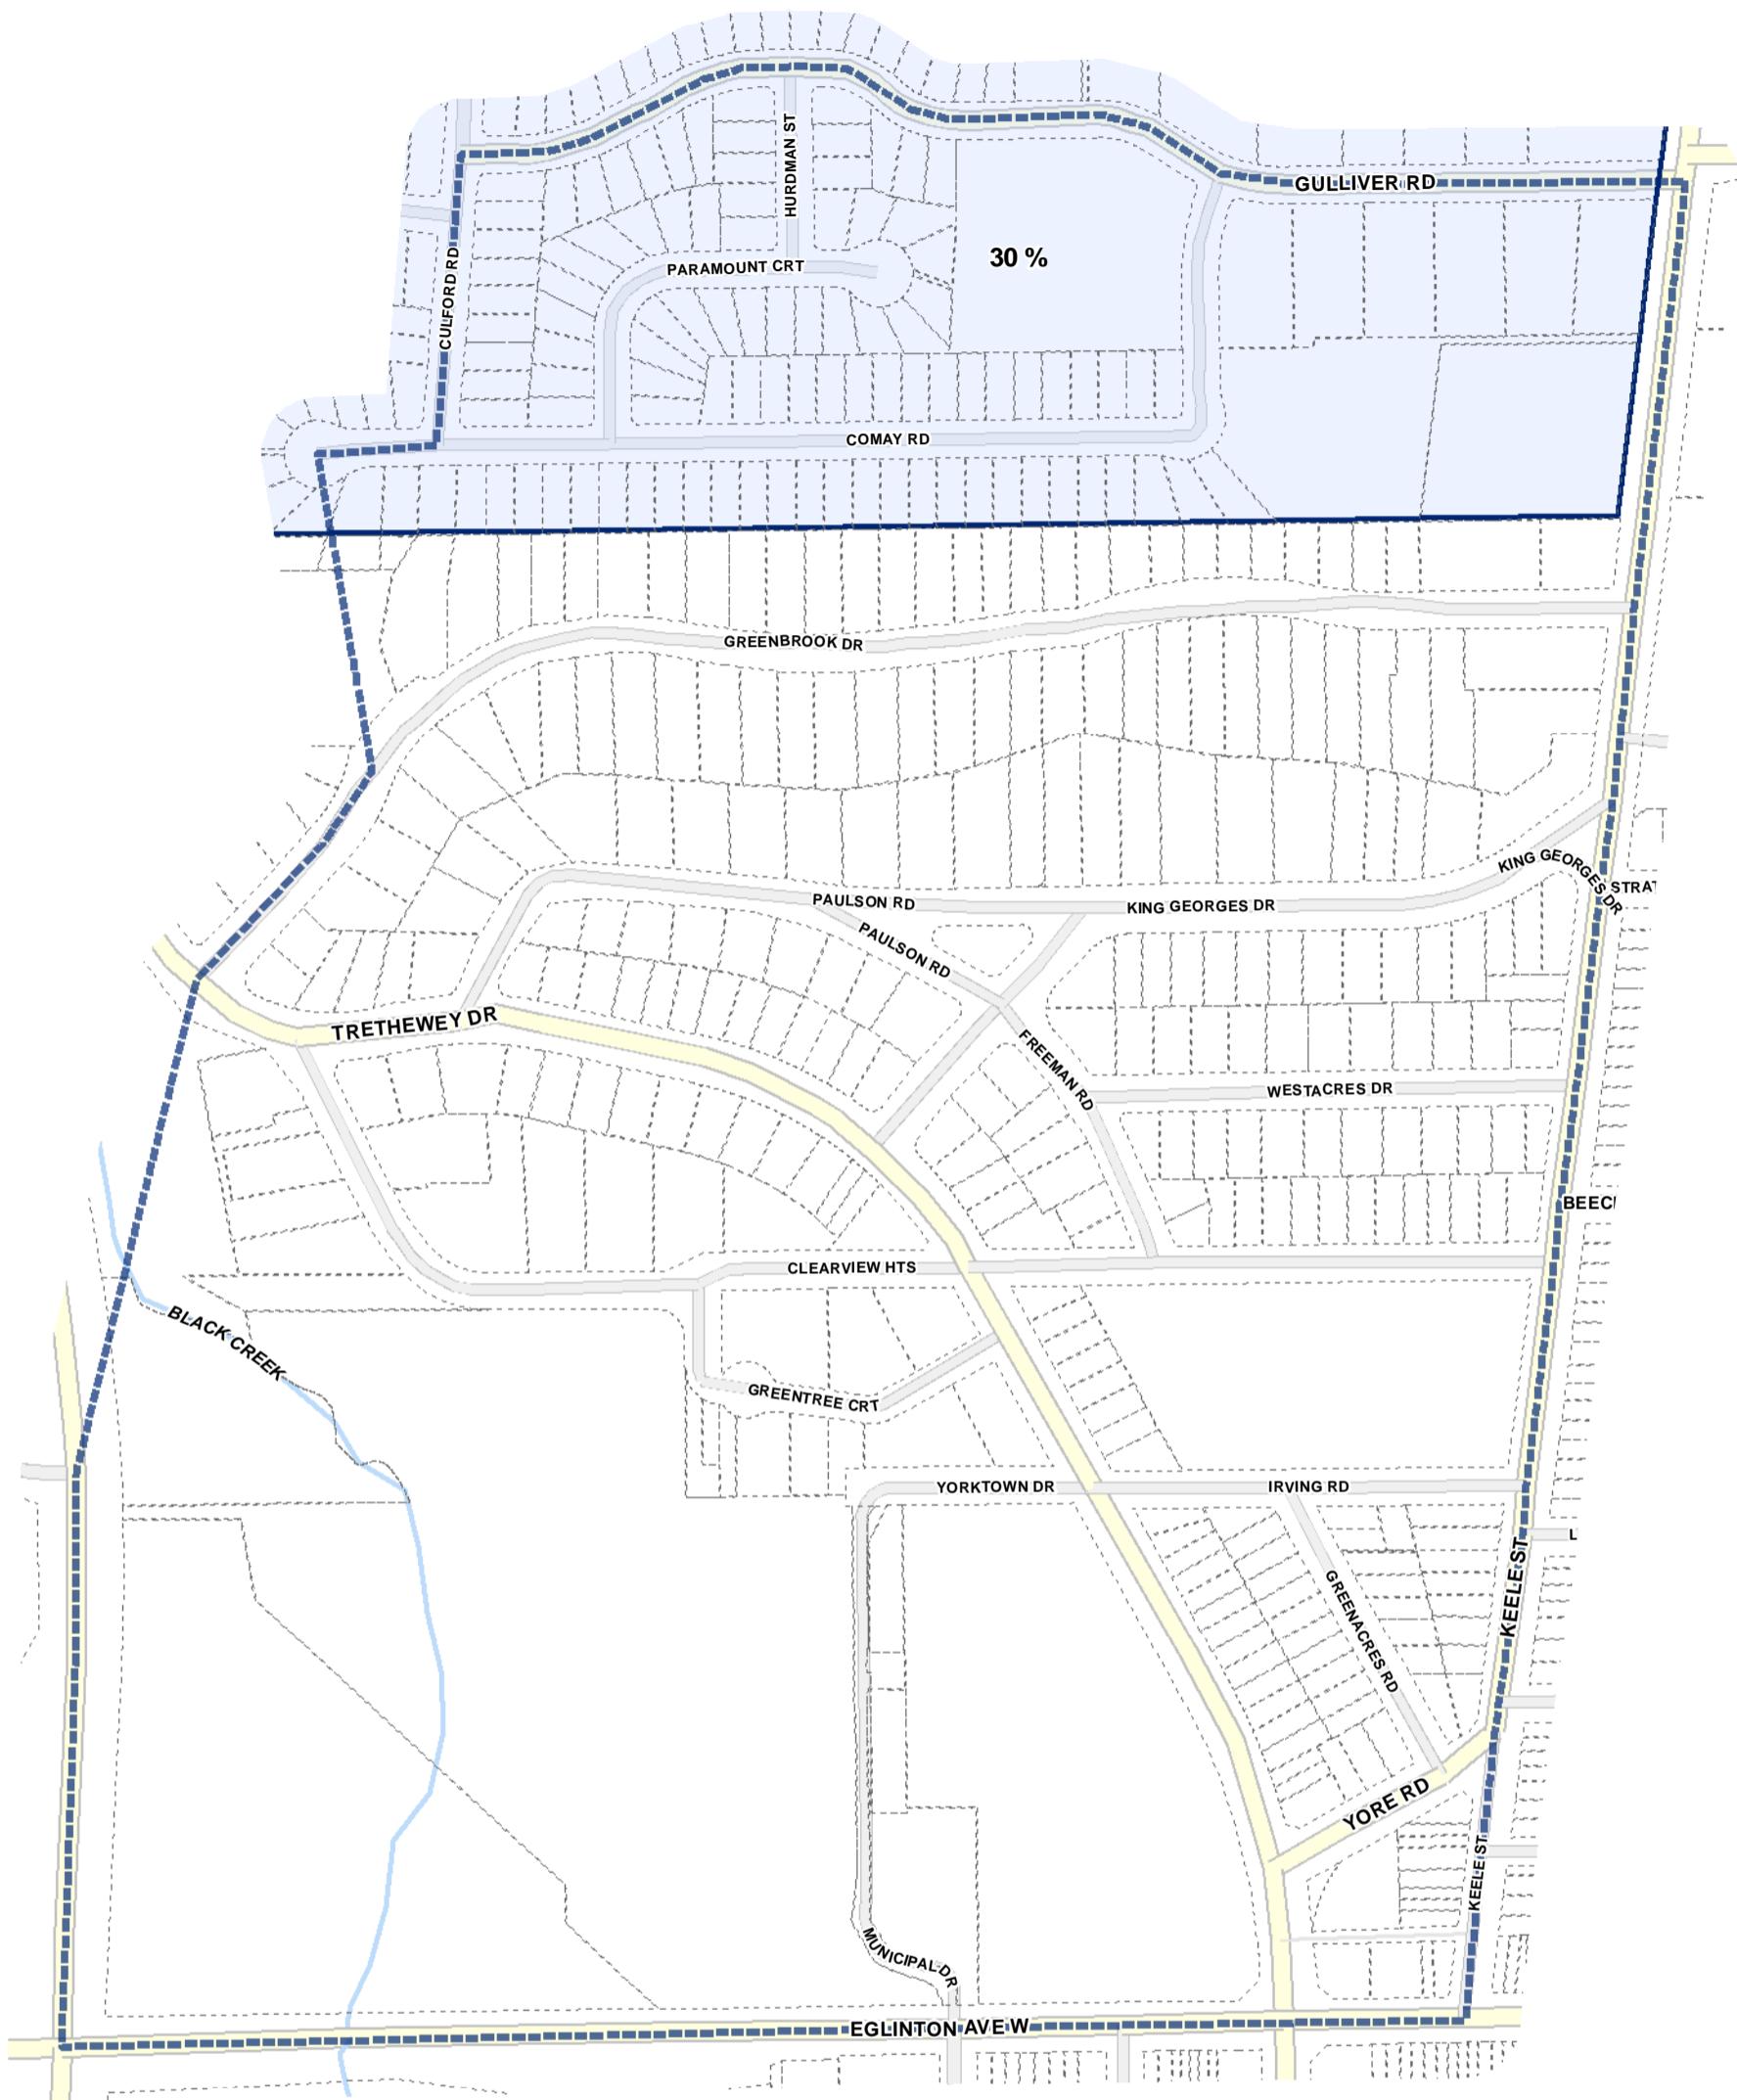 HURDMAN ST
GULLIVER RD
CULFORD RD
PARAMOUNT CRT
30 %
COMAY RD
GREENBROOK DR
KING GEORGES DR
STRAT
PAULSON RD
KING GEORGES DR
PAULSON RD
TRETHEWEY DR
FREEMAN RD
WESTACRES DR
BEECH
CLEARVIEW HTS
BLACK CREEK
GREENTREE CRT
YORKTOWN DR
IRVING RD
L
KEELE ST
GREENACRES RD
YORE RD
KEELE ST
MUNICIPAL DR
EGLINTON AVE W